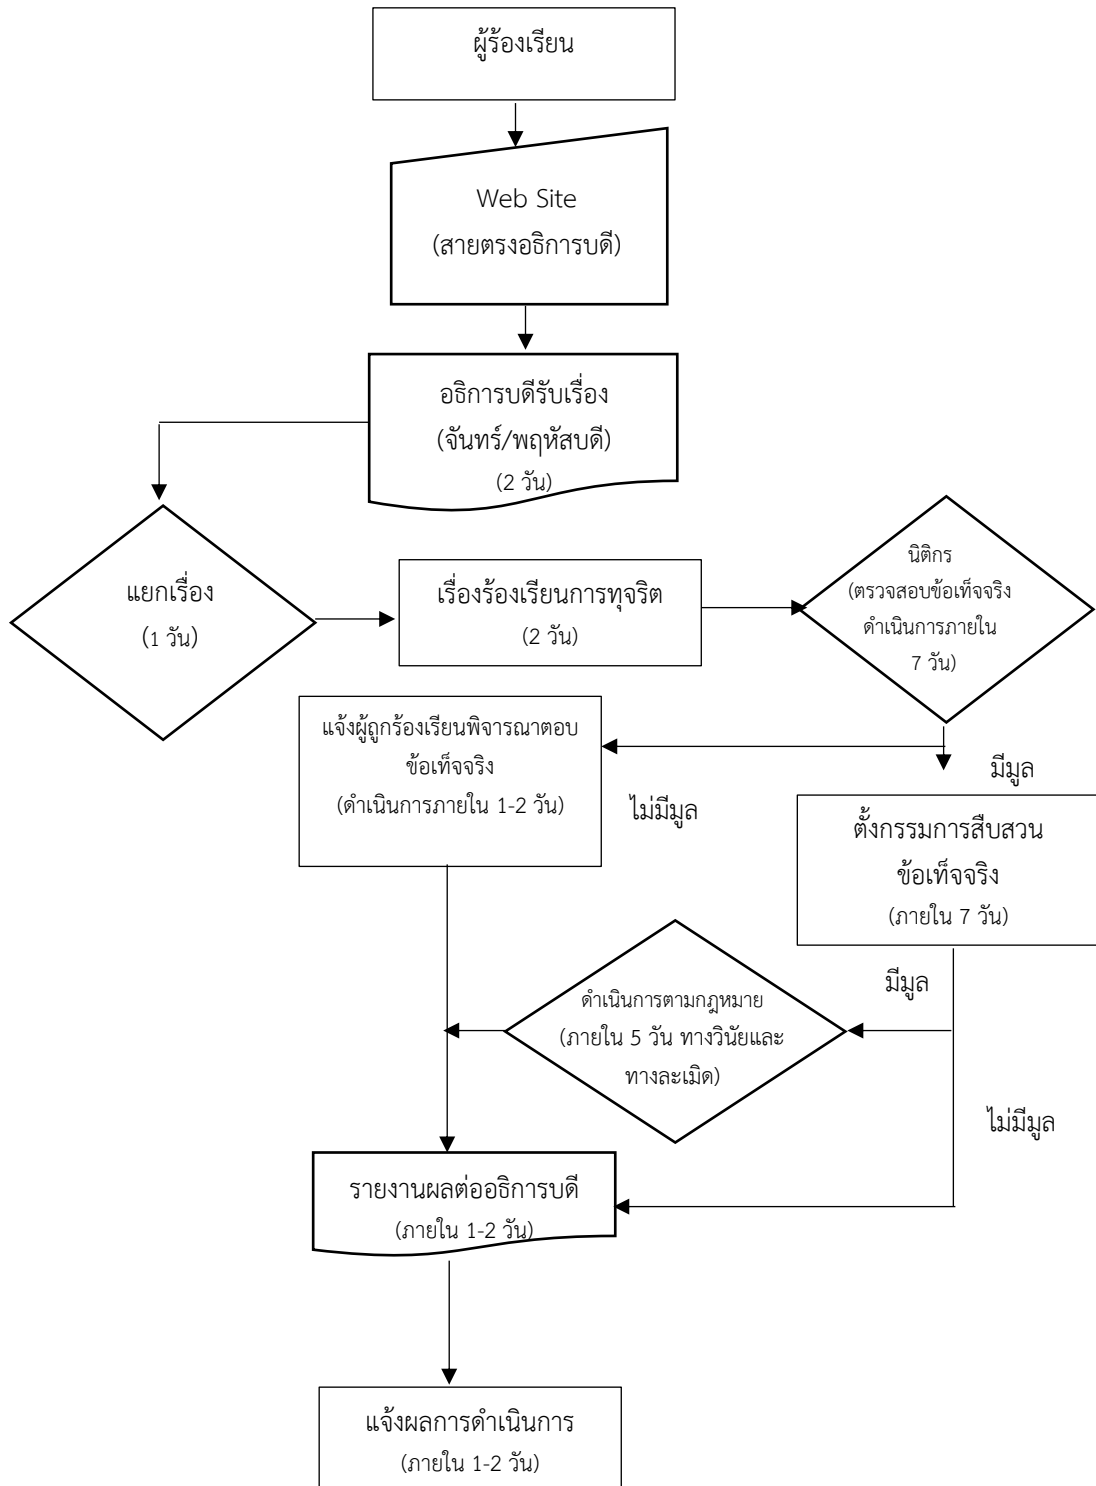 ผู้ร้องเรียน
Web Site
(สายตรงอธิการบดี)
อธิการบดีรับเรื่อง
(จันทร์/พฤหัสบดี)
(2 วัน)
แยกเรื่อง
(1 วัน)
เรื่องร้องเรียนการทุจริต
(2 วัน)
นิติกร
(ตรวจสอบข้อเท็จจริง
ดำเนินการภายใน
7 วัน)
แจ้งผู้ถูกร้องเรียนพิจารณาตอบ
ข้อเท็จจริง
(ดำเนินการภายใน 1-2 วัน)
ไม่มีมูล
มีมูล
ตั้งกรรมการสืบสวน
ข้อเท็จจริง
(ภายใน 7 วัน)
มีมูล
ดำเนินการตามกฎหมาย
(ภายใน 5 วัน ทางวินัยและ
ทางละเมิด)
ไม่มีมูล
รายงานผลต่ออธิการบดี
(ภายใน 1-2 วัน)
แจ้งผลการดำเนินการ
(ภายใน 1-2 วัน)